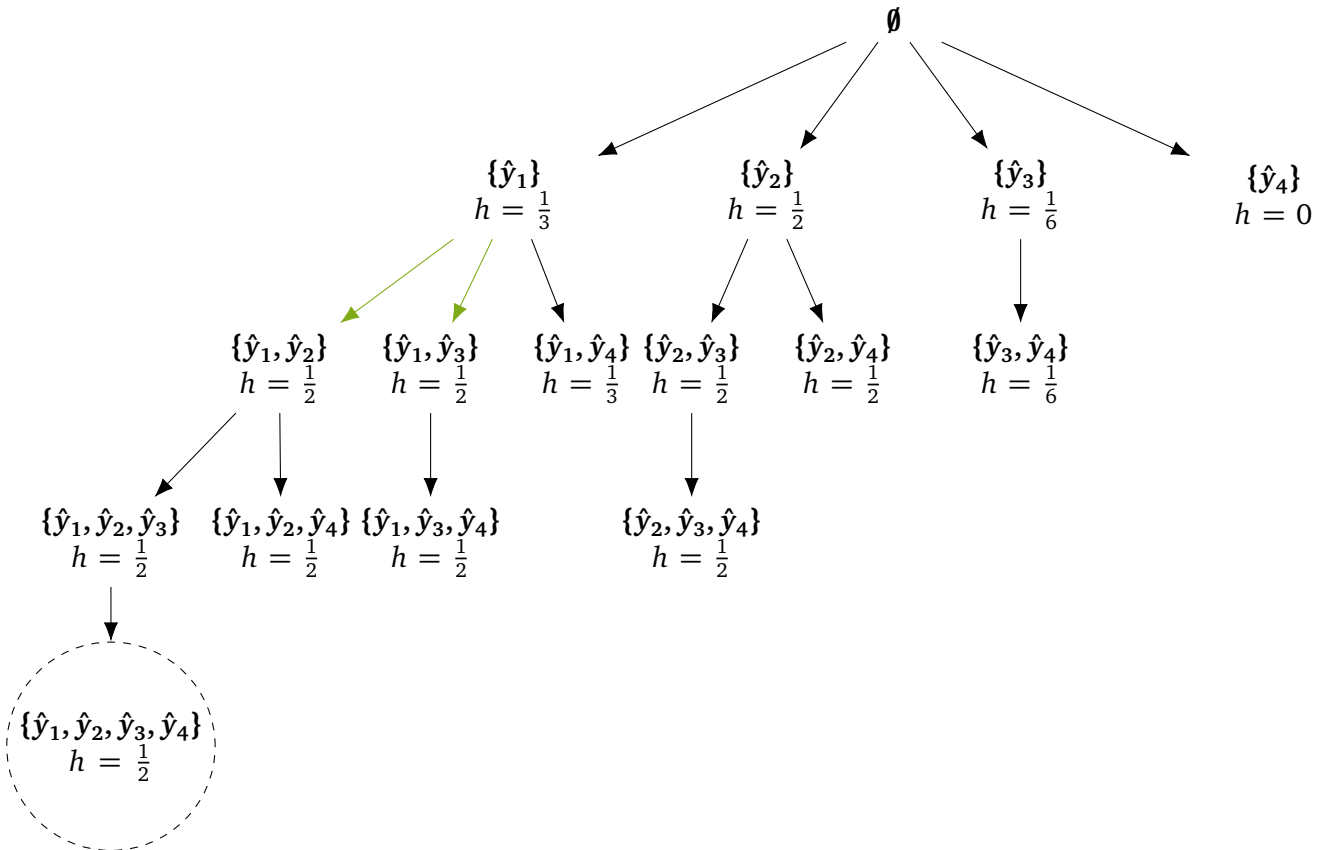 ∅
{ŷ₁}
h = 1/3
{ŷ₂}
h = 1/2
{ŷ₃}
h = 1/6
{ŷ₄}
h = 0
{ŷ₁, ŷ₂}
h = 1/2
{ŷ₁, ŷ₃}
h = 1/2
{ŷ₁, ŷ₄}
h = 1/3
{ŷ₂, ŷ₃}
h = 1/2
{ŷ₂, ŷ₄}
h = 1/2
{ŷ₃, ŷ₄}
h = 1/6
{ŷ₁, ŷ₂, ŷ₃}
h = 1/2
{ŷ₁, ŷ₂, ŷ₄}
h = 1/2
{ŷ₁, ŷ₃, ŷ₄}
h = 1/2
{ŷ₂, ŷ₃, ŷ₄}
h = 1/2
{ŷ₁, ŷ₂, ŷ₃, ŷ₄}
h = 1/2